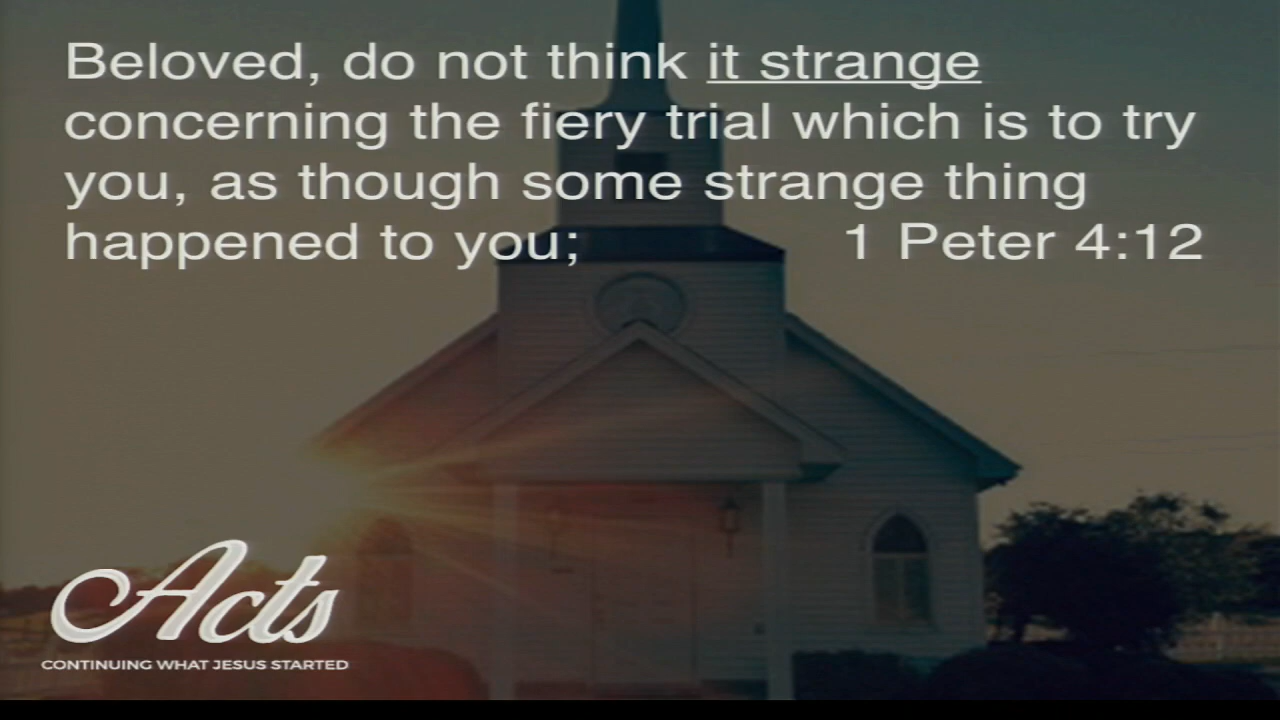 Beloved, do not think it strange
concerning the fiery trial which is to try
you, as though some strange thing
happened to you; 1 Peter 4:12
Acts
CONTINUING WHAT JESUS STARTED